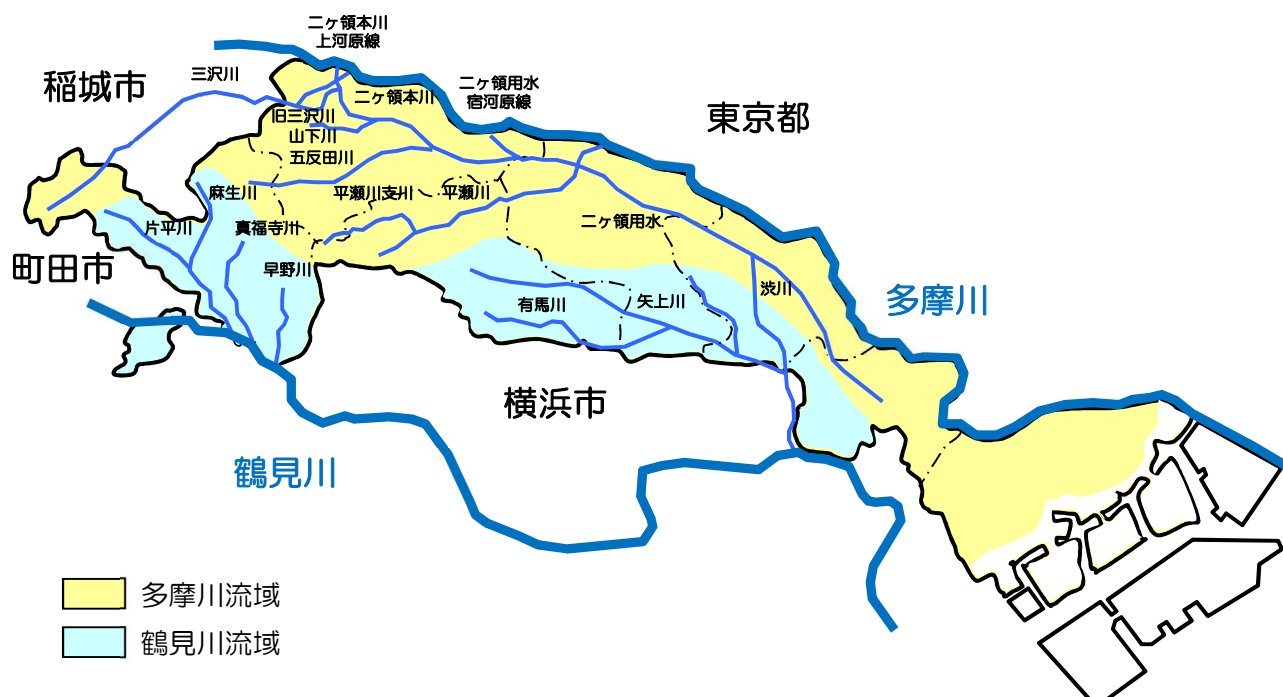 二ヶ領本川
上河原線
三沢川
稲城市
二ヶ領用水
宿河原線
二ヶ領本川
東京都
旧三沢川
山下川
五反田川
麻生川
平瀬川支川
平瀬川
片平川
真福寺川
二ヶ領用水
町田市
早野川
渋川
有馬川
矢上川
多摩川
横浜市
鶴見川
多摩川流域
鶴見川流域